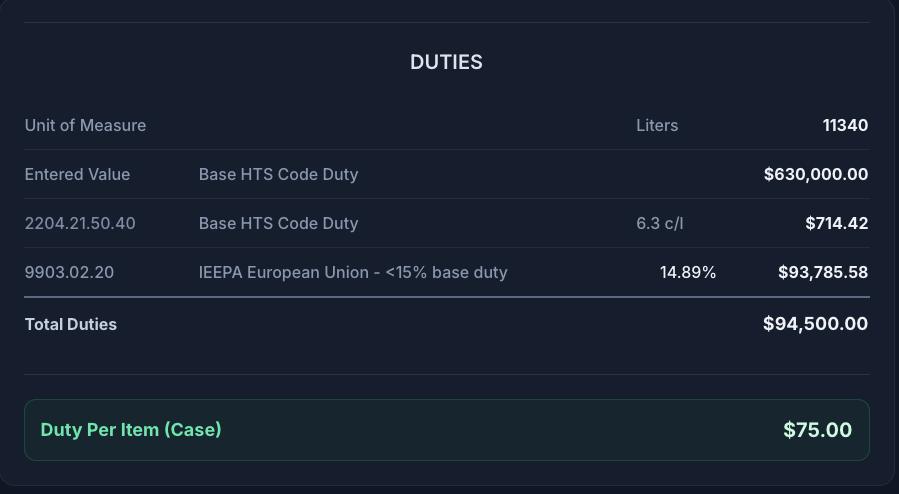 DUTIES
Unit of Measure Liters 11340
Entered Value Base HTS Code Duty $630,000.00
2204.21.50.40 Base HTS Code Duty 6.3 c/l $714.42
9903.02.20 IEEPA European Union - <15% base duty 14.89% $93,785.58
Total Duties $94,500.00
Duty Per Item (Case) $75.00